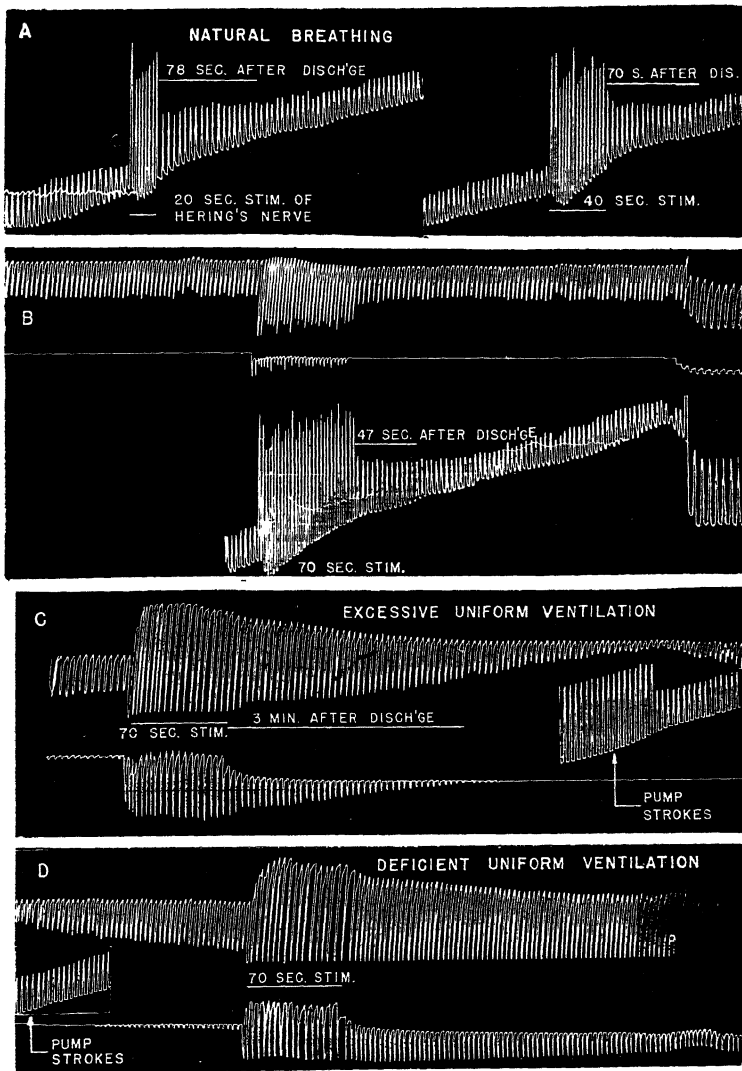 A
NATURAL BREATHING
78 SEC. AFTER DISCH'GE
70 S. AFTER DIS.
20 SEC. STIM. OF
HERING'S NERVE
40 SEC. STIM.
B
47 SEC. AFTER DISCH'GE
70 SEC. STIM.
C
EXCESSIVE UNIFORM VENTILATION
70 SEC. STIM.
3 MIN. AFTER DISCH'GE
PUMP
STROKES
D
DEFICIENT UNIFORM VENTILATION
70 SEC. STIM.
PUMP
STROKES